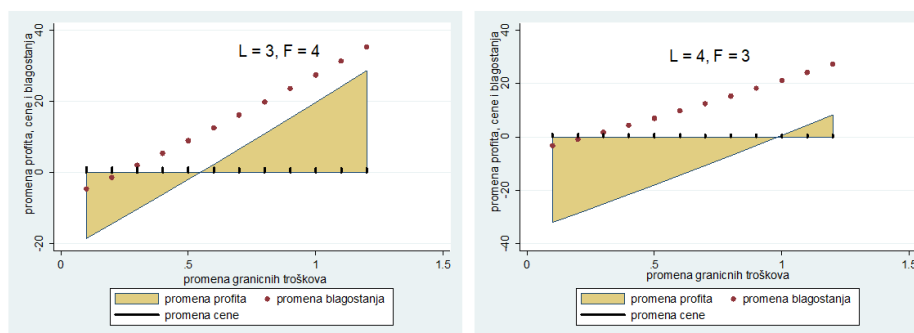 L = 3, F = 4
promena profita, cene i blagostanja
40
20
0
-20
0
.5
1
1.5
promena granicnih troškova
promena profita
promena blagostanja
promena cene
L = 4, F = 3
promena profita, cene i blagostanja
40
20
0
-20
-40
0
.5
1
1.5
promena granicnih troškova
promena profita
promena blagostanja
promena cene